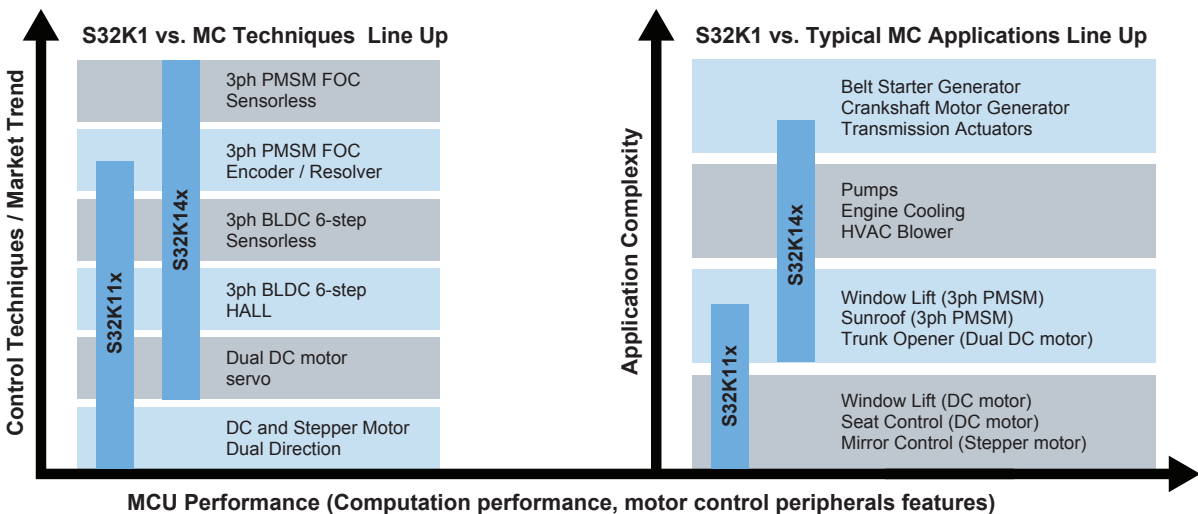 S32K1 vs. MC Techniques Line Up
Control Techniques / Market Trend
3ph PMSM FOC
Sensorless
3ph PMSM FOC
Encoder / Resolver
3ph BLDC 6-step
Sensorless
3ph BLDC 6-step
HALL
Dual DC motor
servo
DC and Stepper Motor
Dual Direction
S32K11x
S32K14x
S32K1 vs. Typical MC Applications Line Up
Application Complexity
Belt Starter Generator
Crankshaft Motor Generator
Transmission Actuators
Pumps
Engine Cooling
HVAC Blower
Window Lift (3ph PMSM)
Sunroof (3ph PMSM)
Trunk Opener (Dual DC motor)
Window Lift (DC motor)
Seat Control (DC motor)
Mirror Control (Stepper motor)
S32K11x
S32K14x
MCU Performance (Computation performance, motor control peripherals features)